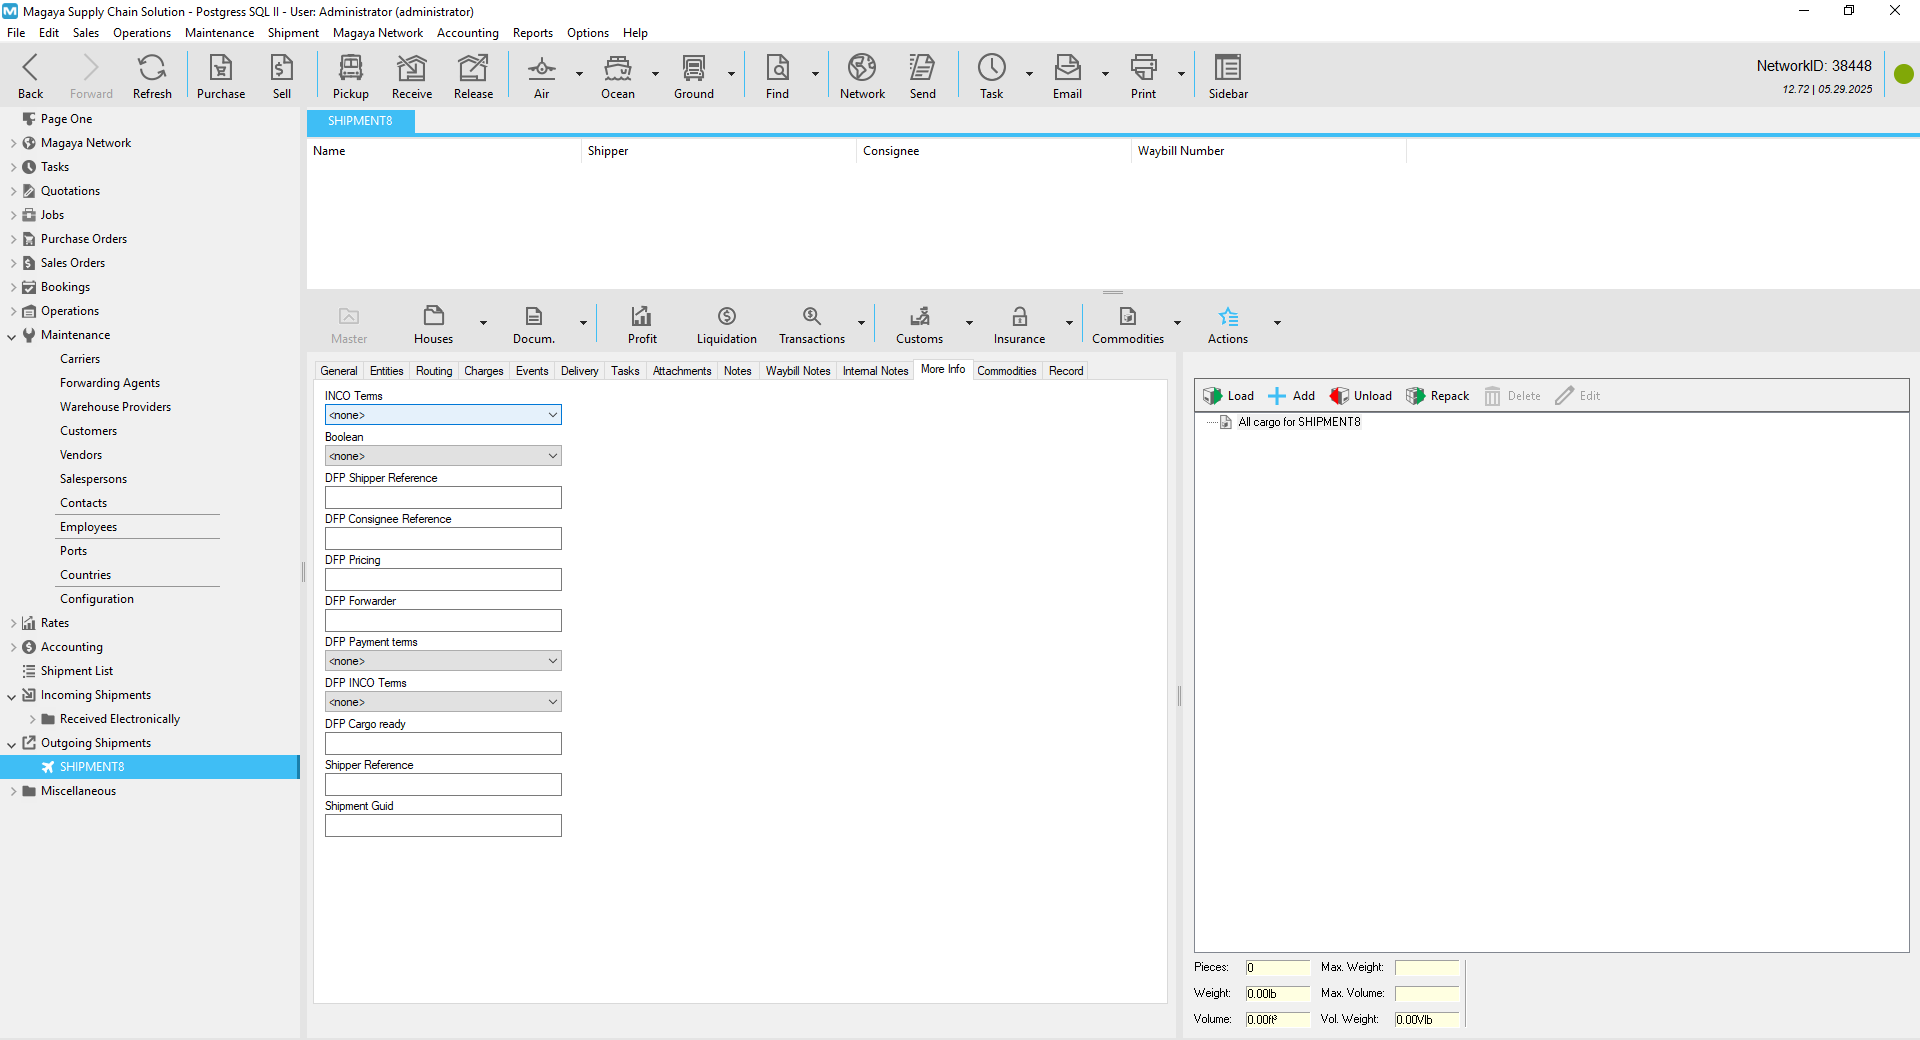 Magaya Supply Chain Solution - Postgress SQL II - User: Administrator (administrator)
File Edit Sales Operations Maintenance Shipment Magaya Network Accounting Reports Options Help
Back Forward Refresh Purchase Sell Pickup Receive Release Air Ocean Ground Find Network Send Task Email Print Sidebar
NetworkID: 38448
12.72 | 05.29.2025
Page One
Magaya Network
Tasks
Quotations
Jobs
Purchase Orders
Sales Orders
Bookings
Operations
Maintenance
Carriers
Forwarding Agents
Warehouse Providers
Customers
Vendors
Salespersons
Contacts
Employees
Ports
Countries
Configuration
Rates
Accounting
Shipment List
Incoming Shipments
Received Electronically
Outgoing Shipments
SHIPMENT8
Miscellaneous
SHIPMENT8
Name Shipper Consignee Waybill Number
Master Houses Docum. Profit Liquidation Transactions Customs Insurance Commodities Actions
General Entities Routing Charges Events Delivery Tasks Attachments Notes Waybill Notes Internal Notes More Info Commodities Record
INCO Terms
<none>
Boolean
<none>
DFP Shipper Reference
DFP Consignee Reference
DFP Pricing
DFP Forwarder
DFP Payment terms
<none>
DFP INCO Terms
<none>
DFP Cargo ready
Shipper Reference
Shipment Guid
Load Add Unload Repack Delete Edit
All cargo for SHIPMENT8
Pieces: 0 Max. Weight:
Weight: 0.00lb Max. Volume:
Volume: 0.00ft³ Vol. Weight: 0.00Vlb